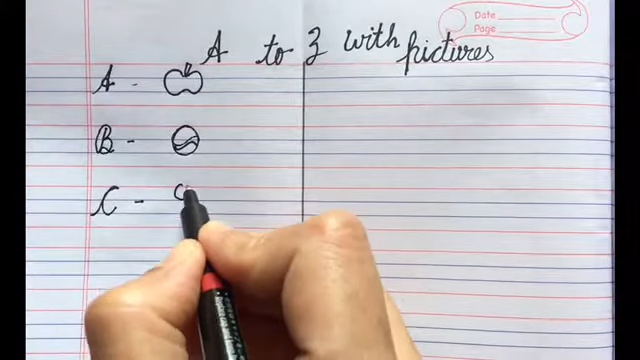 Date
Page
A to Z with pictures
A -
B -
C -